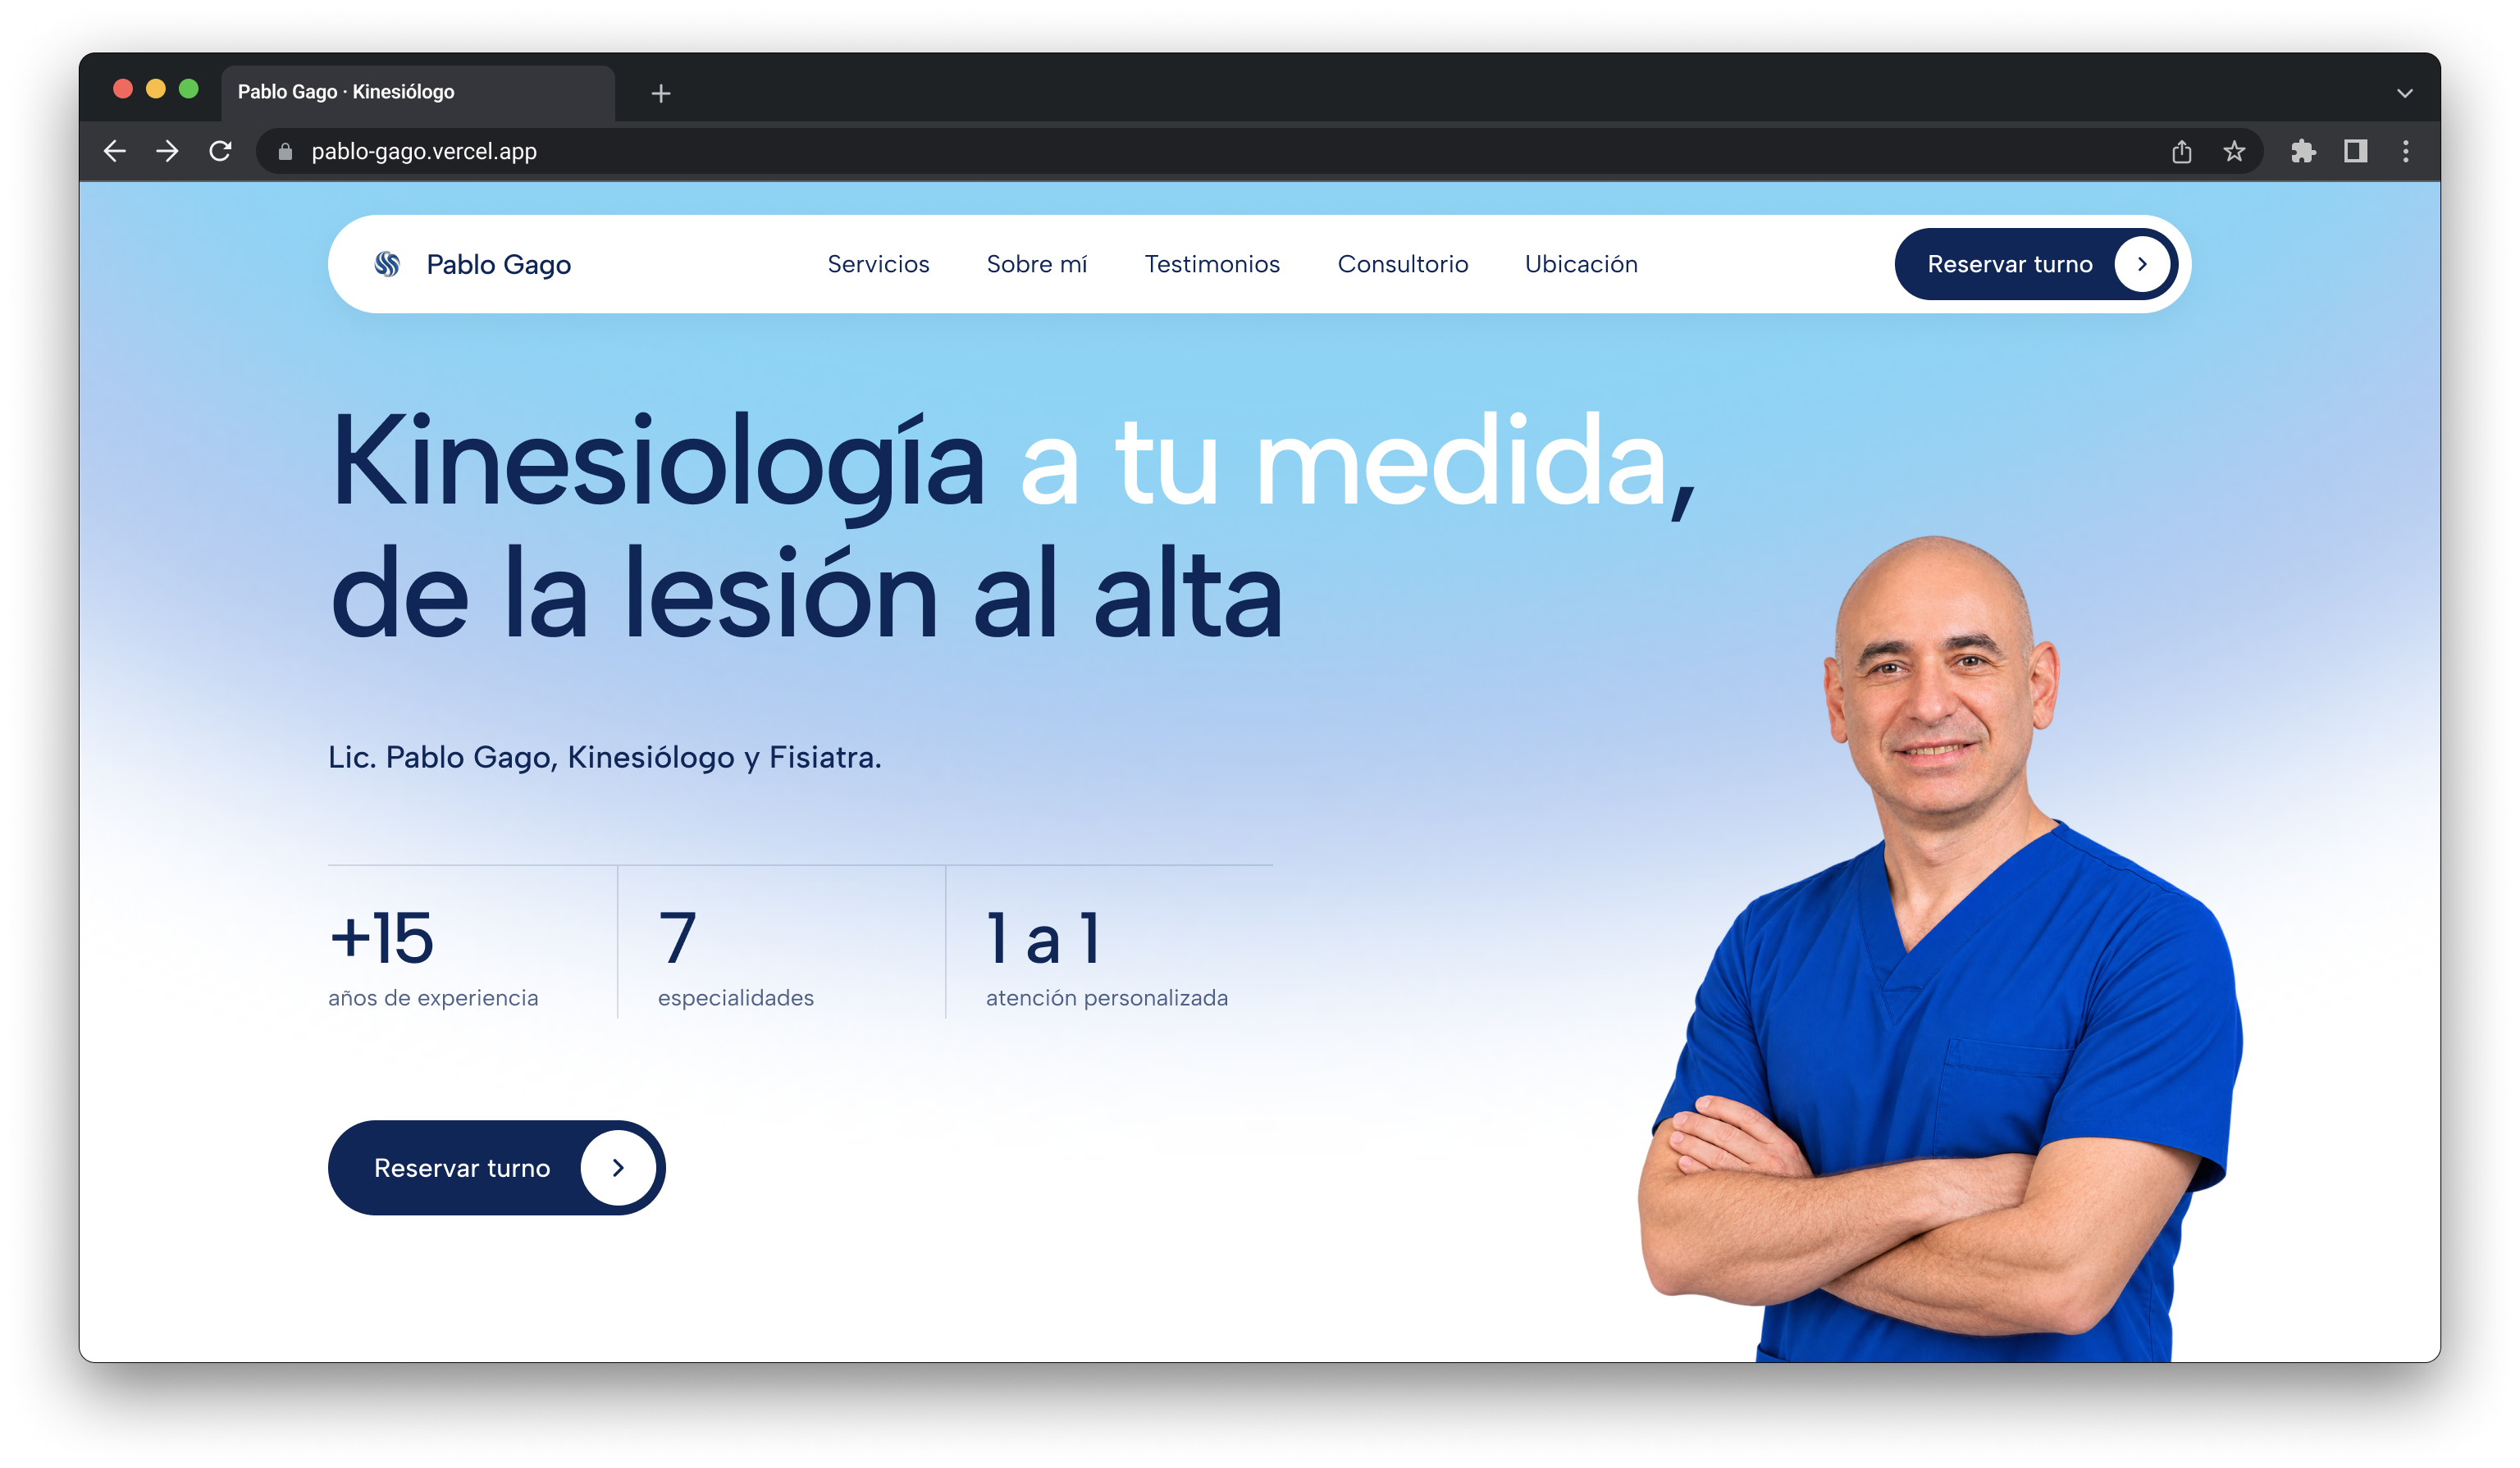 Pablo Gago · Kinesiólogo
pablo-gago.vercel.app
Pablo Gago
Servicios
Sobre mí
Testimonios
Consultorio
Ubicación
Reservar turno
Kinesiología a tu medida,
de la lesión al alta
Lic. Pablo Gago, Kinesiólogo y Fisiatra.
+15
años de experiencia
7
especialidades
1 a 1
atención personalizada
Reservar turno